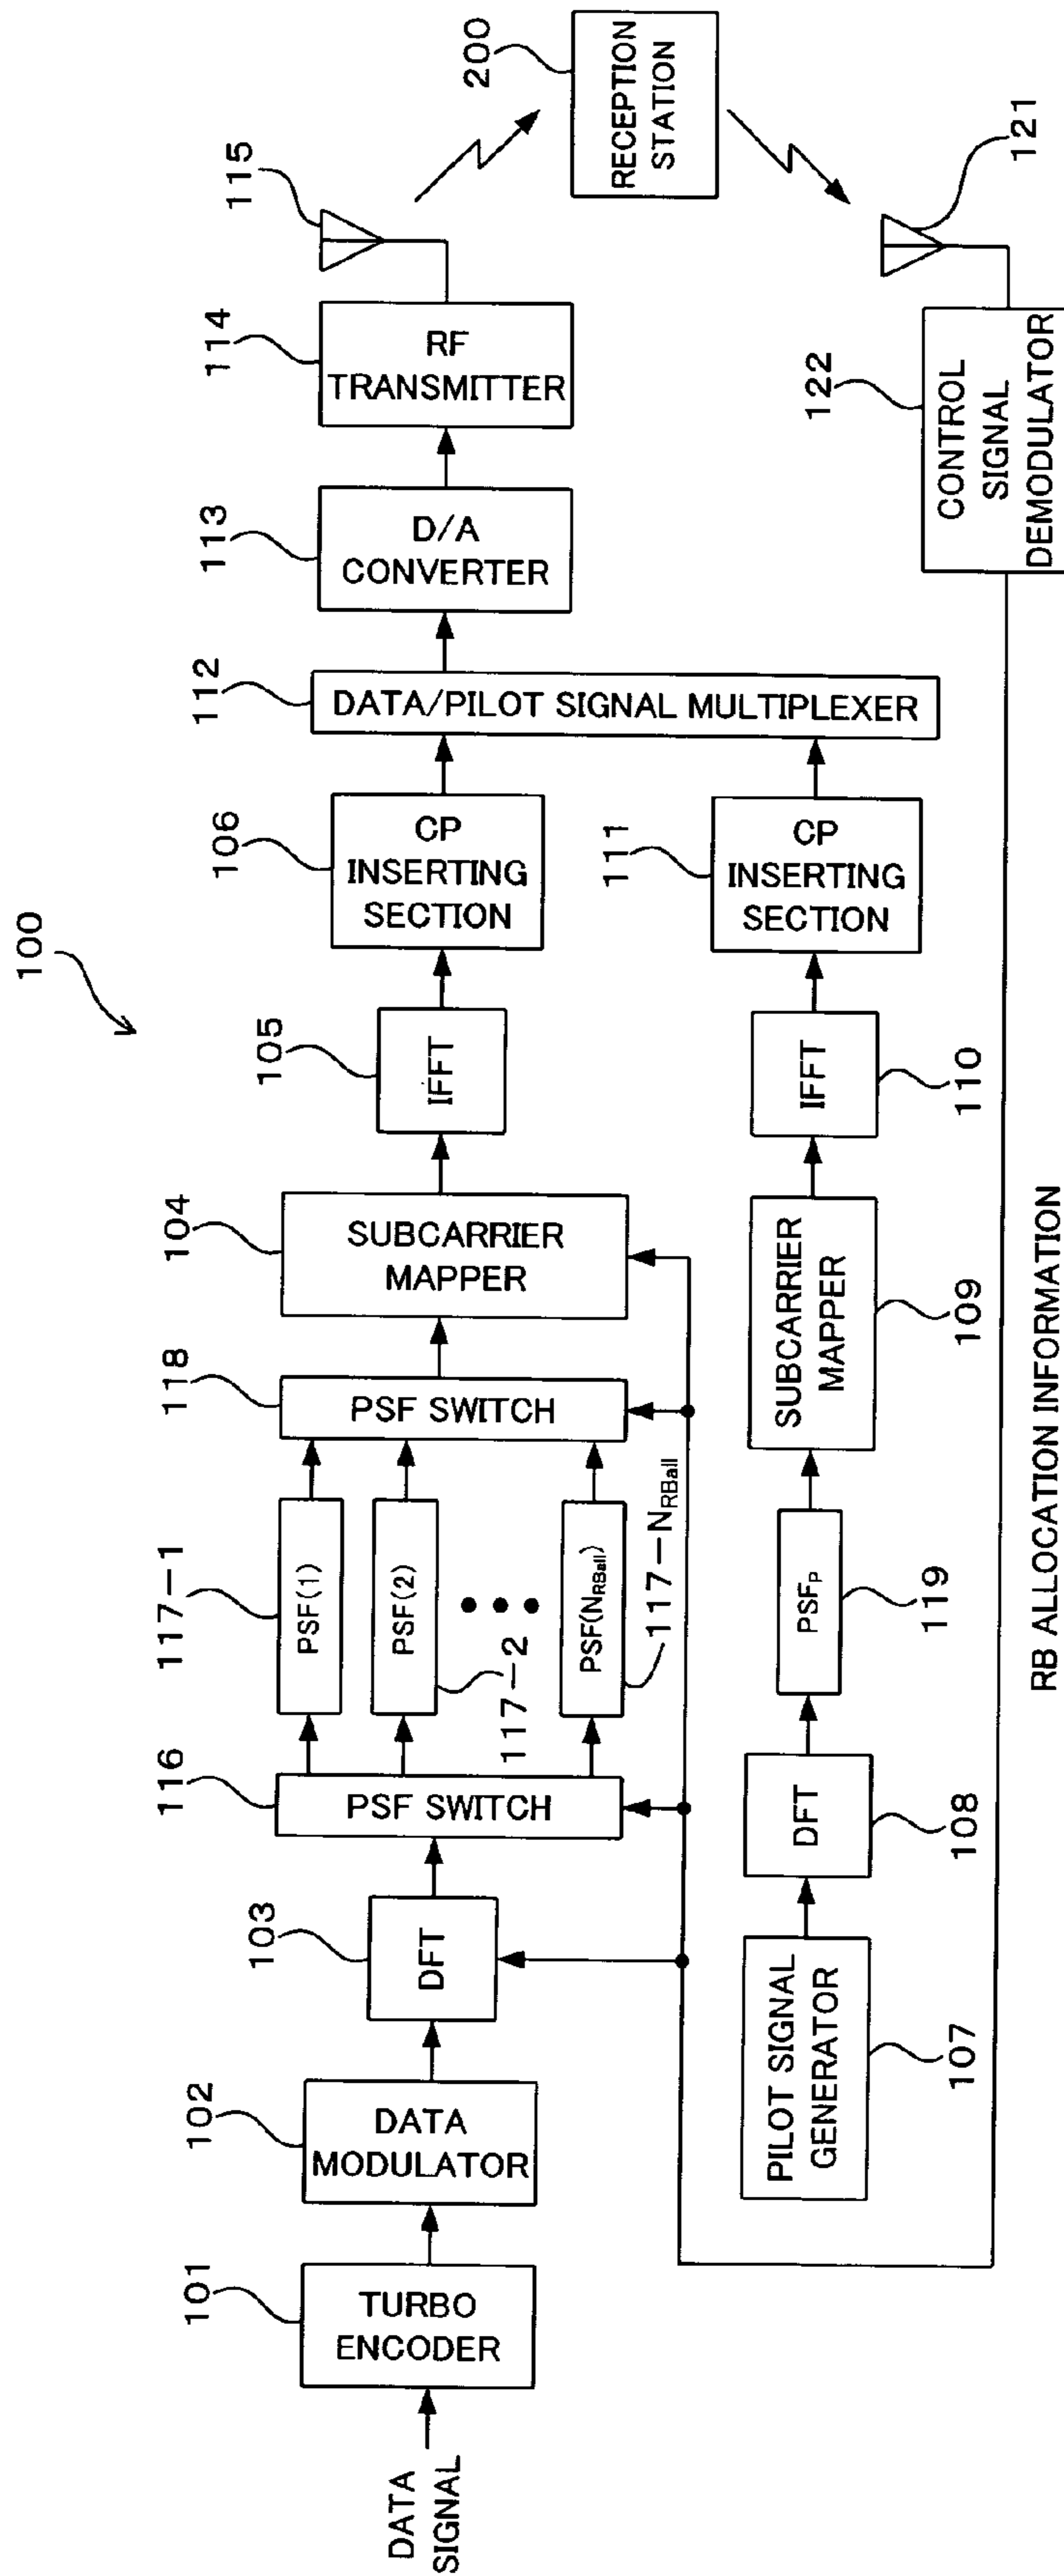 100
DATA
SIGNAL
101
TURBO
ENCODER
102
DATA
MODULATOR
103
DFT
116
PSF SWITCH
117-1
PSF(1)
PSF(2)
117-2
PSF(N_RBall)
117-N_RBall
118
PSF SWITCH
104
SUBCARRIER
MAPPER
105
IFFT
106
CP
INSERTING
SECTION
112
DATA/PILOT SIGNAL MULTIPLEXER
113
D/A
CONVERTER
114
RF
TRANSMITTER
115
200
RECEPTION
STATION
PILOT SIGNAL
GENERATOR
107
DFT
108
PSF_P
119
SUBCARRIER
MAPPER
109
IFFT
110
111
CP
INSERTING
SECTION
121
122
CONTROL
SIGNAL
DEMODULATOR
RB ALLOCATION INFORMATION